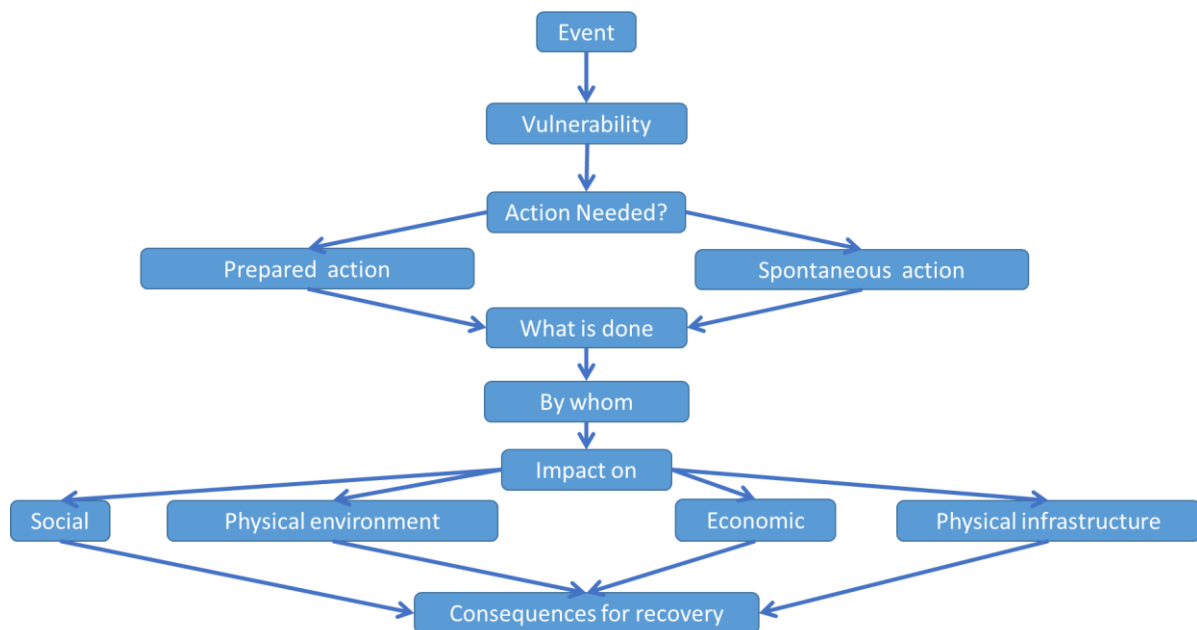 Event
Vulnerability
Action Needed?
Prepared action
Spontaneous action
What is done
By whom
Impact on
Social
Physical environment
Economic
Physical infrastructure
Consequences for recovery